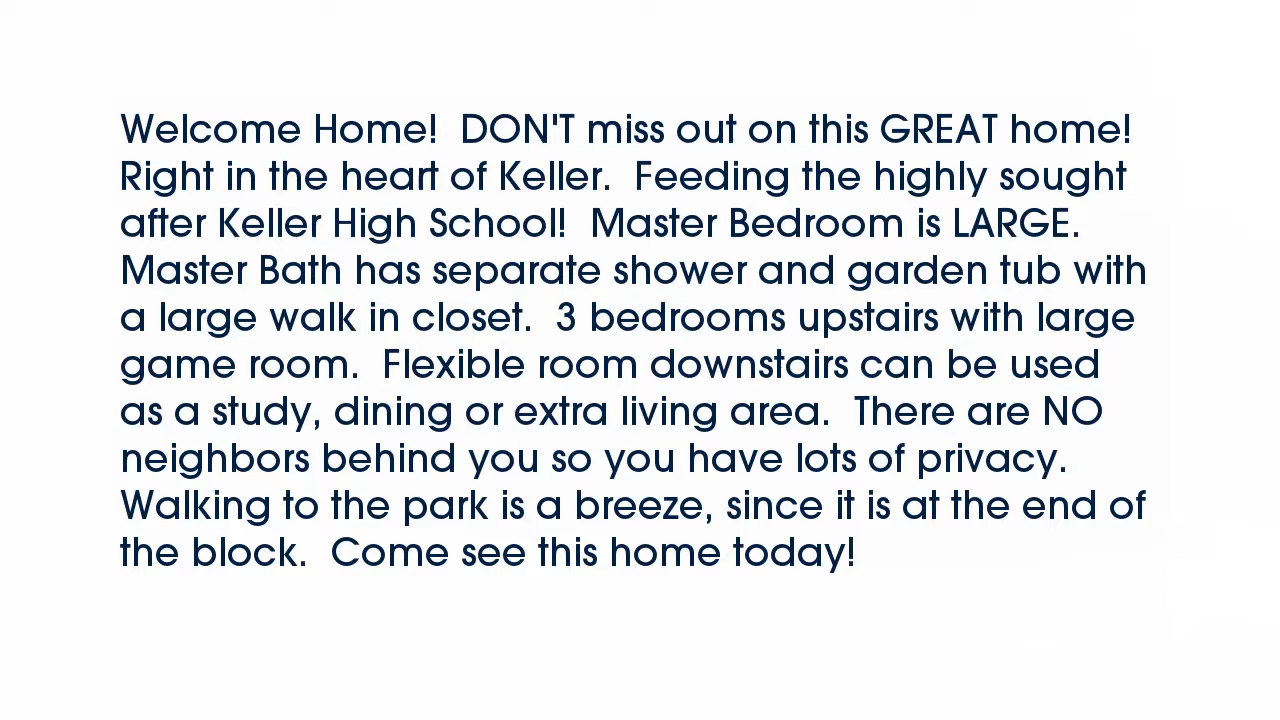 Welcome Home!  DON'T miss out on this GREAT home!
Right in the heart of Keller.  Feeding the highly sought
after Keller High School!  Master Bedroom is LARGE.
Master Bath has separate shower and garden tub with
a large walk in closet.  3 bedrooms upstairs with large
game room.  Flexible room downstairs can be used
as a study, dining or extra living area.  There are NO
neighbors behind you so you have lots of privacy.
Walking to the park is a breeze, since it is at the end of
the block.  Come see this home today!